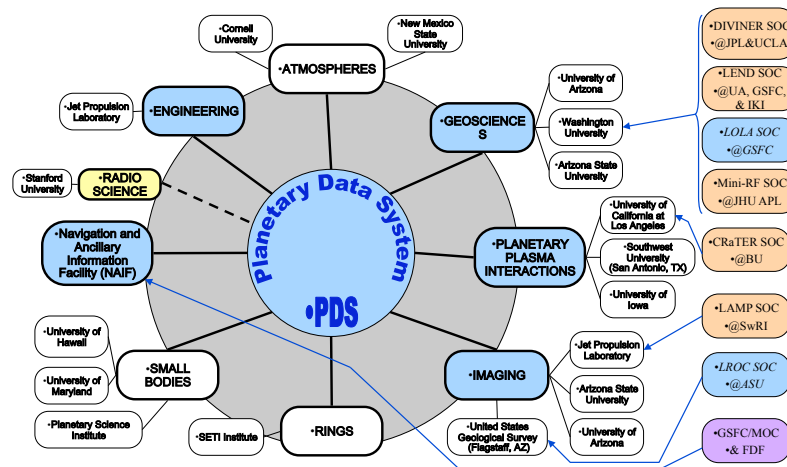 •Cornell
University
•New Mexico
State
University
•ATMOSPHERES
•Jet Propulsion
Laboratory
•ENGINEERING
•GEOSCIENCE
S
•University of
Arizona
•Washington
University
•Arizona State
University
•DIVINER SOC
•@JPL&UCLA
•LEND SOC
•@UA, GSFC,
& IKI
•LOLA SOC
•@GSFC
•Mini-RF SOC
•@JHU APL
•Stanford
University
•RADIO
SCIENCE
Planetary Data System
•PDS
•Navigation and
Ancillary
Information
Facility (NAIF)
•PLANETARY
PLASMA
INTERACTIONS
•University of
California at
Los Angeles
•Southwest
University
(San Antonio, TX)
•University of
Iowa
•CRaTER SOC
•@BU
•LAMP SOC
•@SwRI
•University of
Hawaii
•University of
Maryland
•Planetary Science
Institute
•SMALL
BODIES
•SETI Institute
•RINGS
•IMAGING
•Jet Propulsion
Laboratory
•Arizona State
University
•University of
Arizona
•United States
Geological Survey
(Flagstaff, AZ)
•LROC SOC
•@ASU
•GSFC/MOC
•& FDF